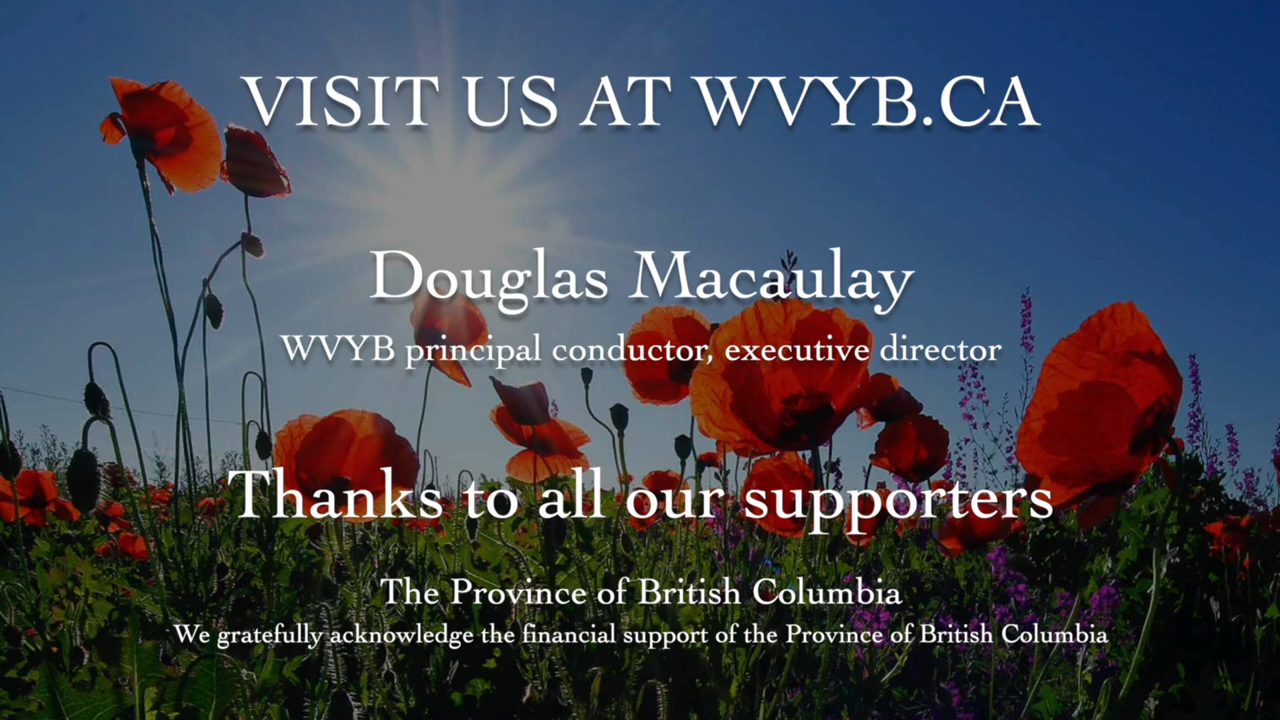 VISIT US AT WVYB.CA
Douglas Macaulay
WVYB principal conductor, executive director
Thanks to all our supporters
The Province of British Columbia
We gratefully acknowledge the financial support of the Province of British Columbia